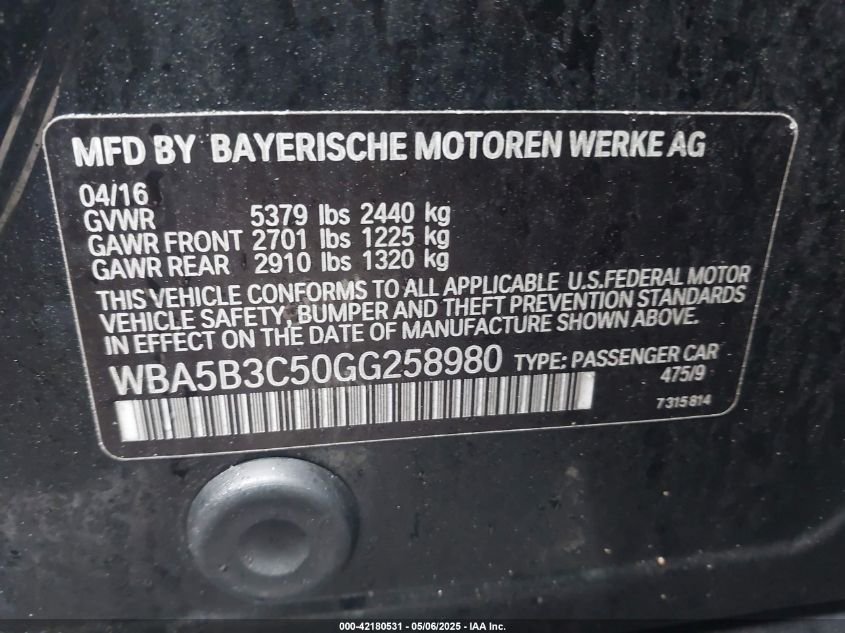 MFD BY BAYERISCHE MOTOREN WERKE AG
04/16
GVWR 5379 lbs 2440 kg
GAWR FRONT 2701 lbs 1225 kg
GAWR REAR 2910 lbs 1320 kg
THIS VEHICLE CONFORMS TO ALL APPLICABLE U.S.FEDERAL MOTOR
VEHICLE SAFETY, BUMPER AND THEFT PREVENTION STANDARDS
IN EFFECT ON THE DATE OF MANUFACTURE SHOWN ABOVE.
WBA5B3C50GG258980 TYPE: PASSENGER CAR
475/9
7315814
000-42180531 - 05/06/2025 - IAA Inc.